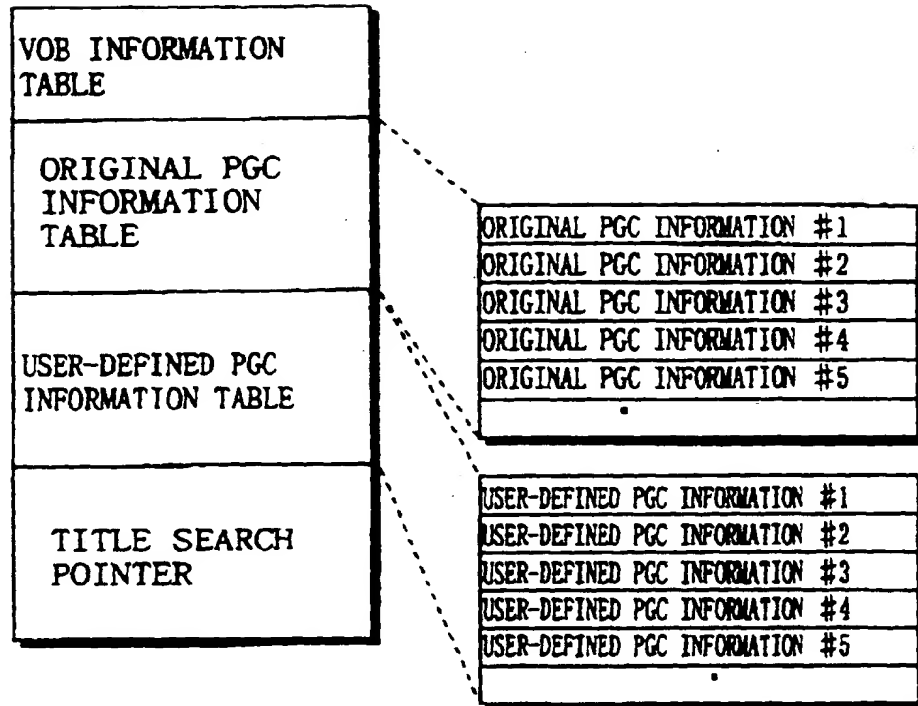 VOB INFORMATION
TABLE
ORIGINAL PGC
INFORMATION
TABLE
USER-DEFINED PGC
INFORMATION TABLE
TITLE SEARCH
POINTER
ORIGINAL PGC INFORMATION #1
ORIGINAL PGC INFORMATION #2
ORIGINAL PGC INFORMATION #3
ORIGINAL PGC INFORMATION #4
ORIGINAL PGC INFORMATION #5
USER-DEFINED PGC INFORMATION #1
USER-DEFINED PGC INFORMATION #2
USER-DEFINED PGC INFORMATION #3
USER-DEFINED PGC INFORMATION #4
USER-DEFINED PGC INFORMATION #5